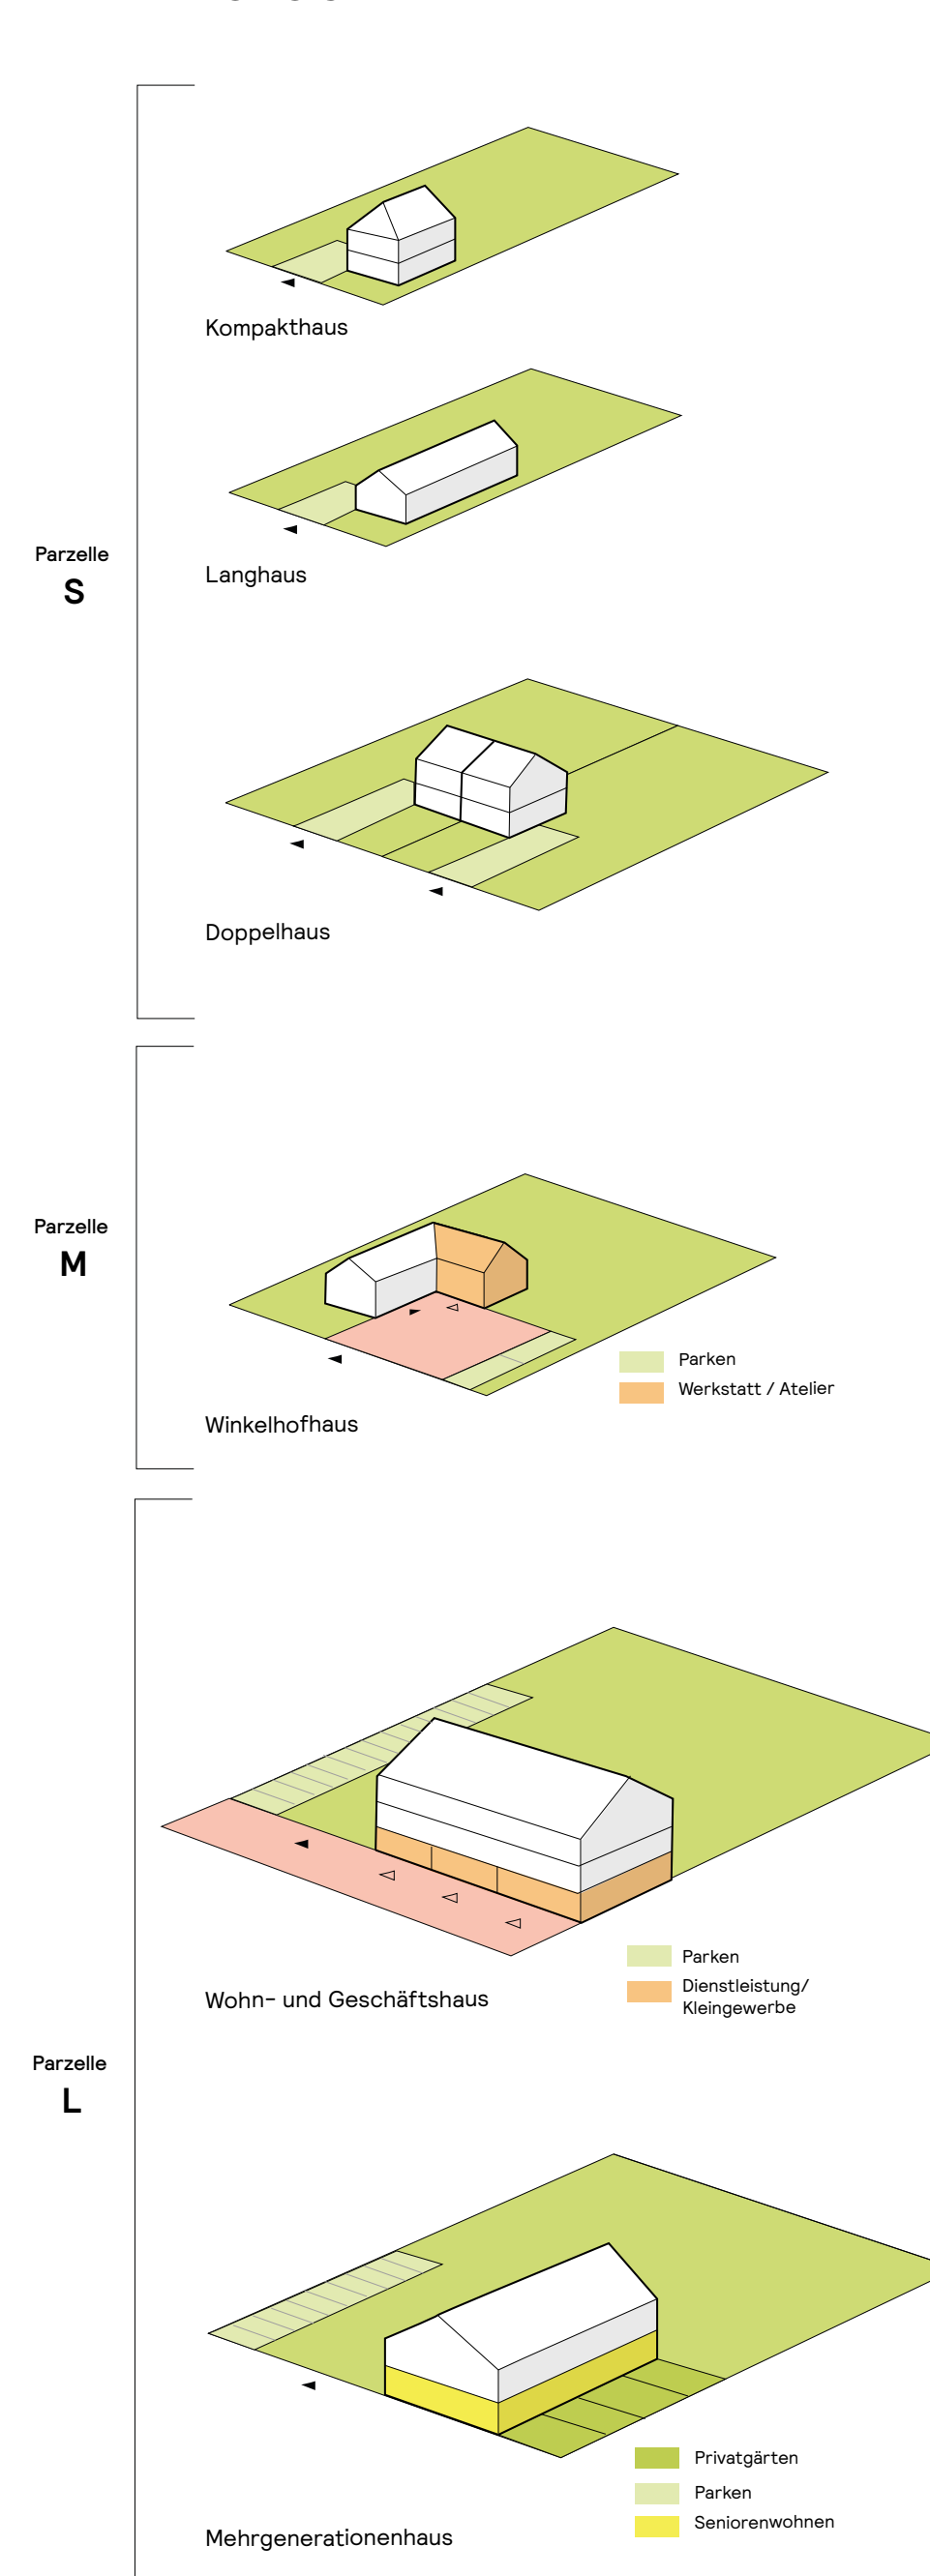 Kompakthaus
Langhaus
Parzelle
S
Doppelhaus
Parzelle
M
Parken
Werkstatt / Atelier
Winkelhofhaus
Parken
Dienstleistung/
Kleingewerbe
Wohn- und Geschäftshaus
Parzelle
L
Privatgärten
Parken
Seniorenwohnen
Mehrgenerationenhaus